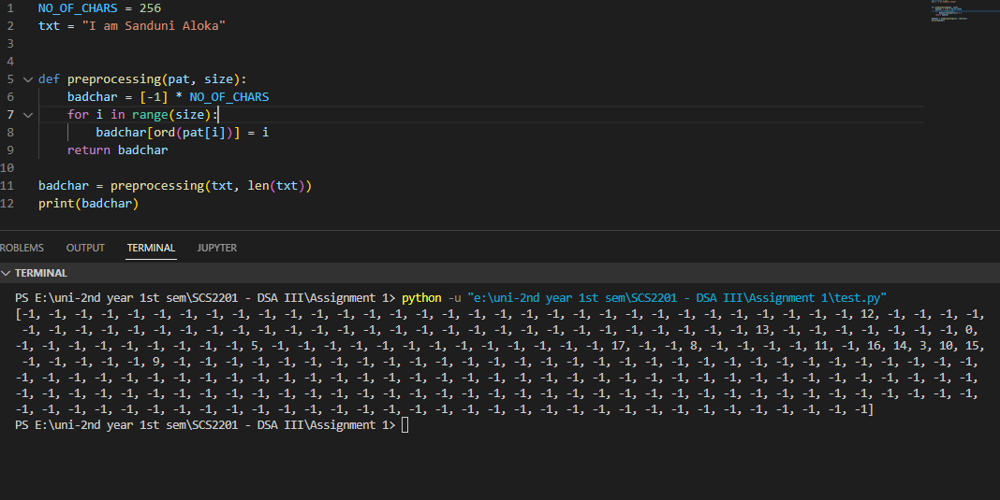 1 NO_OF_CHARS = 256
2 txt = "I am Sanduni Aloka"
3
4
5 def preprocessing(pat, size):
6 badchar = [-1] * NO_OF_CHARS
7 for i in range(size):
8 badchar[ord(pat[i])] = i
9 return badchar
10
11 badchar = preprocessing(txt, len(txt))
12 print(badchar)
ROBLEMS OUTPUT TERMINAL JUPYTER
TERMINAL
PS E:\uni-2nd year 1st sem\SCS2201 - DSA III\Assignment 1> python -u "e:\uni-2nd year 1st sem\SCS2201 - DSA III\Assignment 1\test.py"
[-1, -1, -1, -1, -1, -1, -1, -1, -1, -1, -1, -1, -1, -1, -1, -1, -1, -1, -1, -1, -1, -1, -1, -1, -1, -1, -1, -1, -1, -1, -1, -1, 12, -1, -1, -1, -1,
-1, -1, -1, -1, -1, -1, -1, -1, -1, -1, -1, -1, -1, -1, -1, -1, -1, -1, -1, -1, -1, -1, -1, -1, -1, -1, -1, -1, 13, -1, -1, -1, -1, -1, -1, -1, 0,
-1, -1, -1, -1, -1, -1, -1, -1, -1, 5, -1, -1, -1, -1, -1, -1, -1, -1, -1, -1, -1, -1, -1, 17, -1, -1, 8, -1, -1, -1, -1, 11, -1, 16, 14, 3, 10, 15,
-1, -1, -1, -1, -1, 9, -1, -1, -1, -1, -1, -1, -1, -1, -1, -1, -1, -1, -1, -1, -1, -1, -1, -1, -1, -1, -1, -1, -1, -1, -1, -1, -1, -1, -1, -1, -1,
-1, -1, -1, -1, -1, -1, -1, -1, -1, -1, -1, -1, -1, -1, -1, -1, -1, -1, -1, -1, -1, -1, -1, -1, -1, -1, -1, -1, -1, -1, -1, -1, -1, -1, -1, -1, -1,
-1, -1, -1, -1, -1, -1, -1, -1, -1, -1, -1, -1, -1, -1, -1, -1, -1, -1, -1, -1, -1, -1, -1, -1, -1, -1, -1, -1, -1, -1, -1, -1, -1, -1, -1, -1, -1,
-1, -1, -1, -1, -1, -1, -1, -1, -1, -1, -1, -1, -1, -1, -1, -1, -1, -1, -1, -1, -1, -1, -1, -1, -1, -1, -1, -1, -1, -1, -1, -1, -1]
PS E:\uni-2nd year 1st sem\SCS2201 - DSA III\Assignment 1>